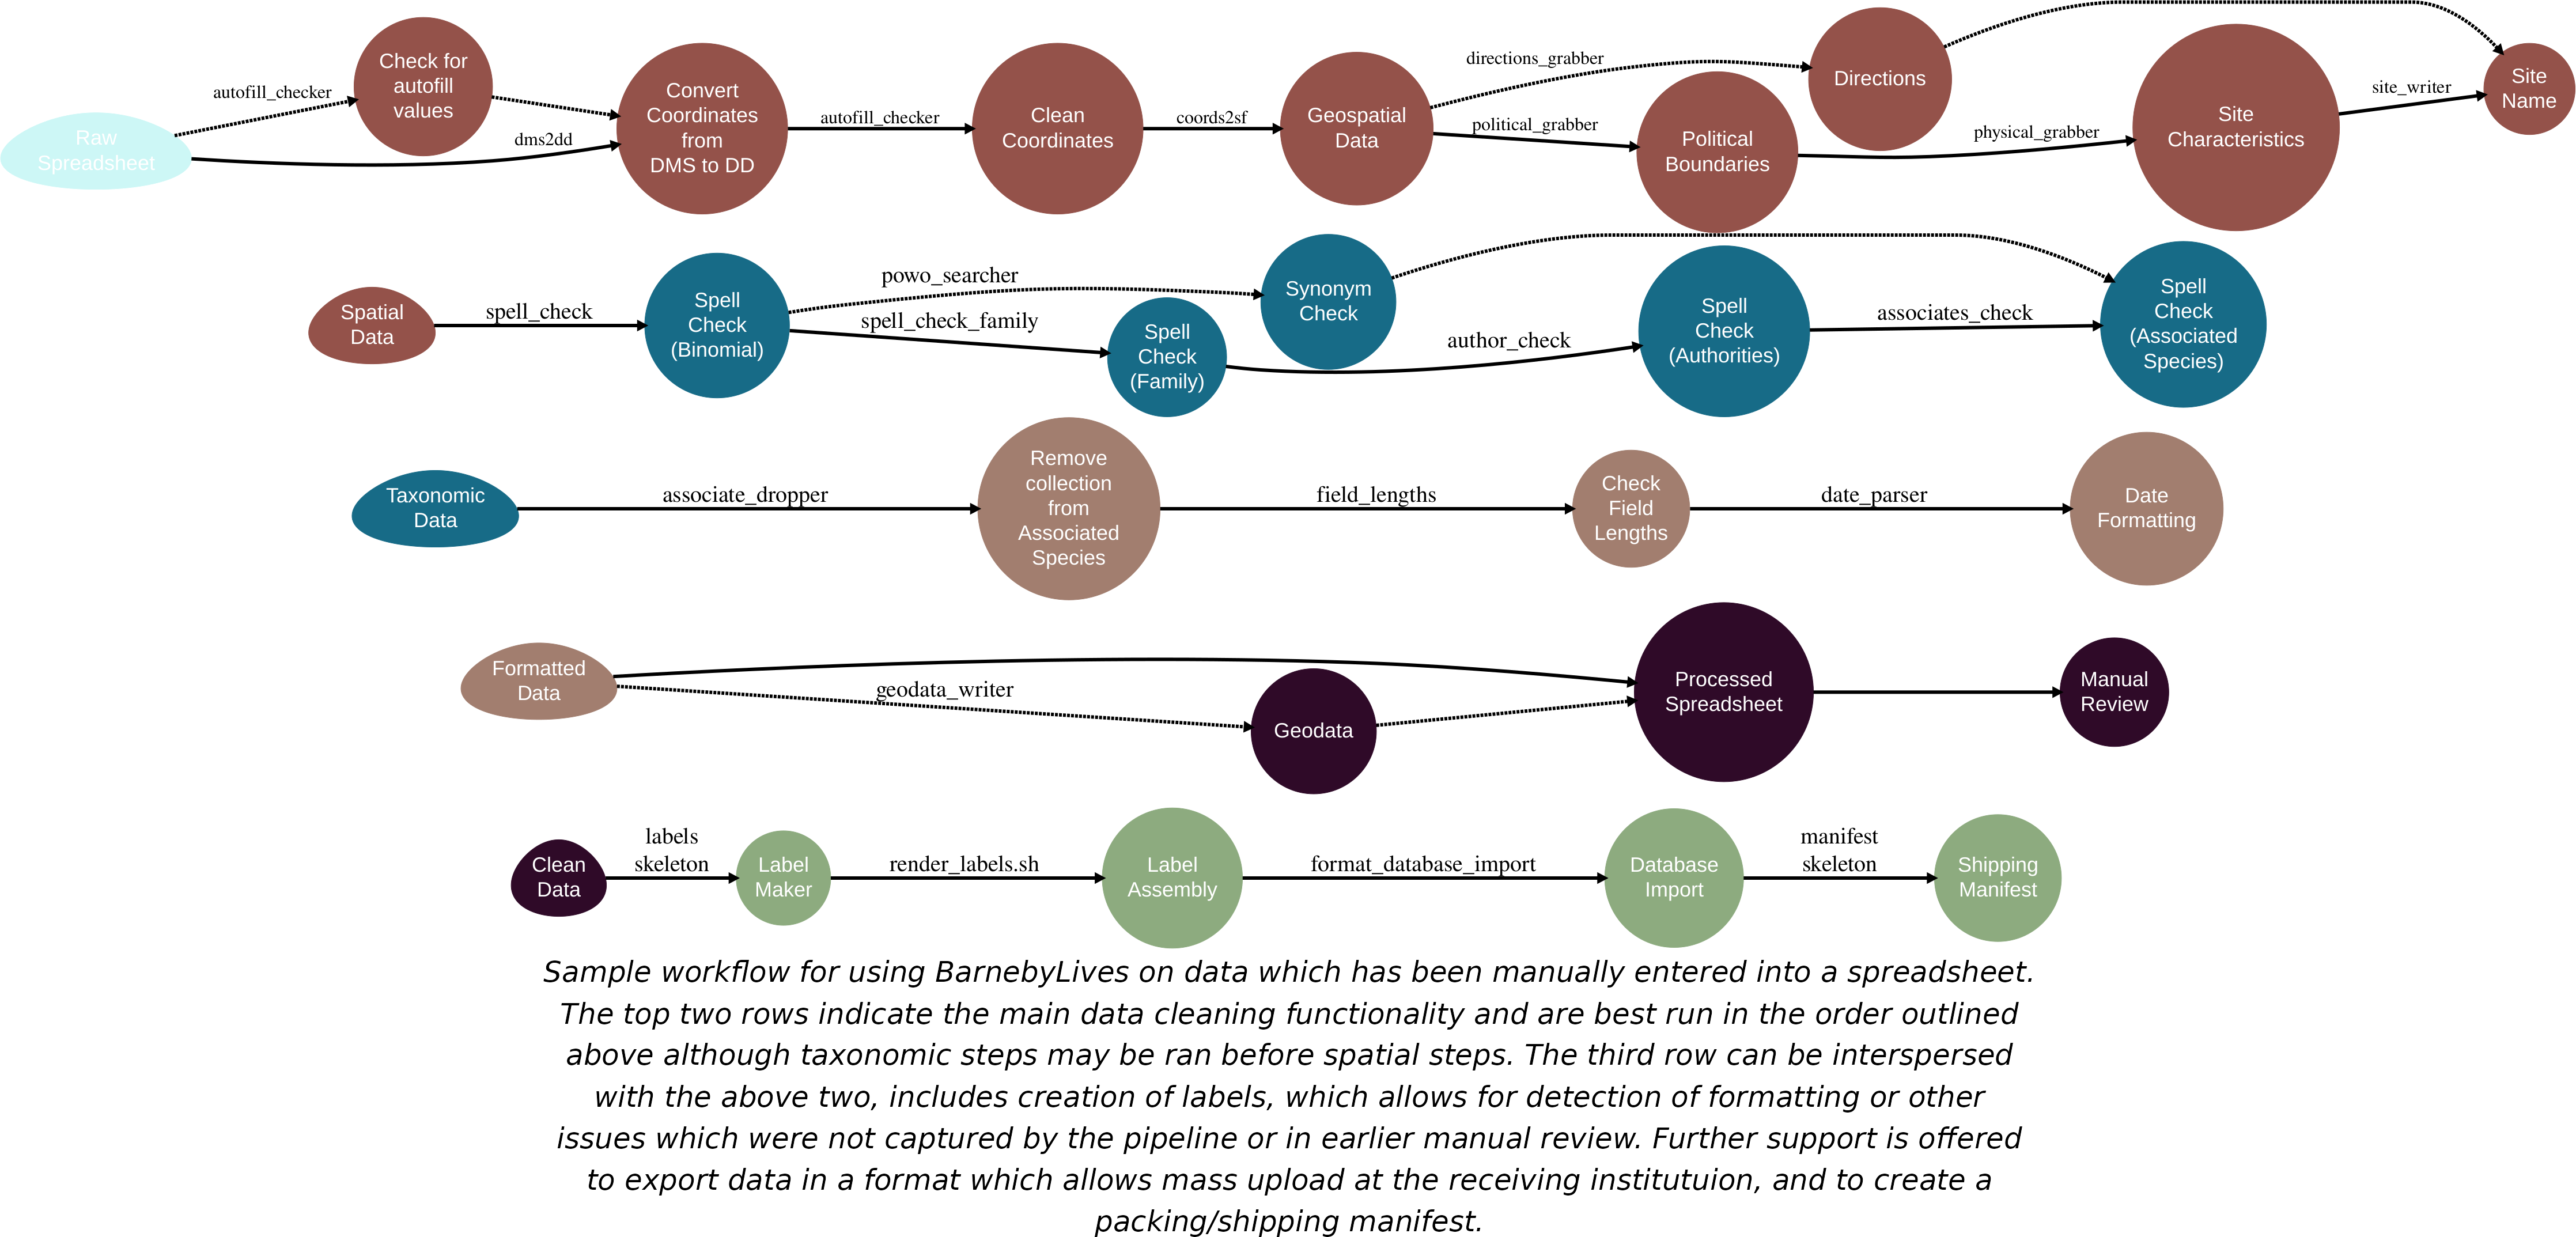 Raw
Spreadsheet
autofill_checker
Check for
autofill
values
dms2dd
Convert
Coordinates
from
DMS to DD
autofill_checker
Clean
Coordinates
coords2sf
Geospatial
Data
directions_grabber
political_grabber
Directions
Political
Boundaries
physical_grabber
Site
Characteristics
site_writer
Site
Name
Spatial
Data
spell_check
Spell
Check
(Binomial)
powo_searcher
spell_check_family
Spell
Check
(Family)
Synonym
Check
author_check
Spell
Check
(Authorities)
associates_check
Spell
Check
(Associated
Species)
Taxonomic
Data
associate_dropper
Remove
collection
from
Associated
Species
field_lengths
Check
Field
Lengths
date_parser
Date
Formatting
Formatted
Data
geodata_writer
Geodata
Processed
Spreadsheet
Manual
Review
Clean
Data
labels
skeleton
Label
Maker
render_labels.sh
Label
Assembly
format_database_import
Database
Import
manifest
skeleton
Shipping
Manifest
Sample workflow for using BarnebyLives on data which has been manually entered into a spreadsheet.
The top two rows indicate the main data cleaning functionality and are best run in the order outlined
above although taxonomic steps may be ran before spatial steps. The third row can be interspersed
with the above two, includes creation of labels, which allows for detection of formatting or other
issues which were not captured by the pipeline or in earlier manual review. Further support is offered
to export data in a format which allows mass upload at the receiving institutuion, and to create a
packing/shipping manifest.